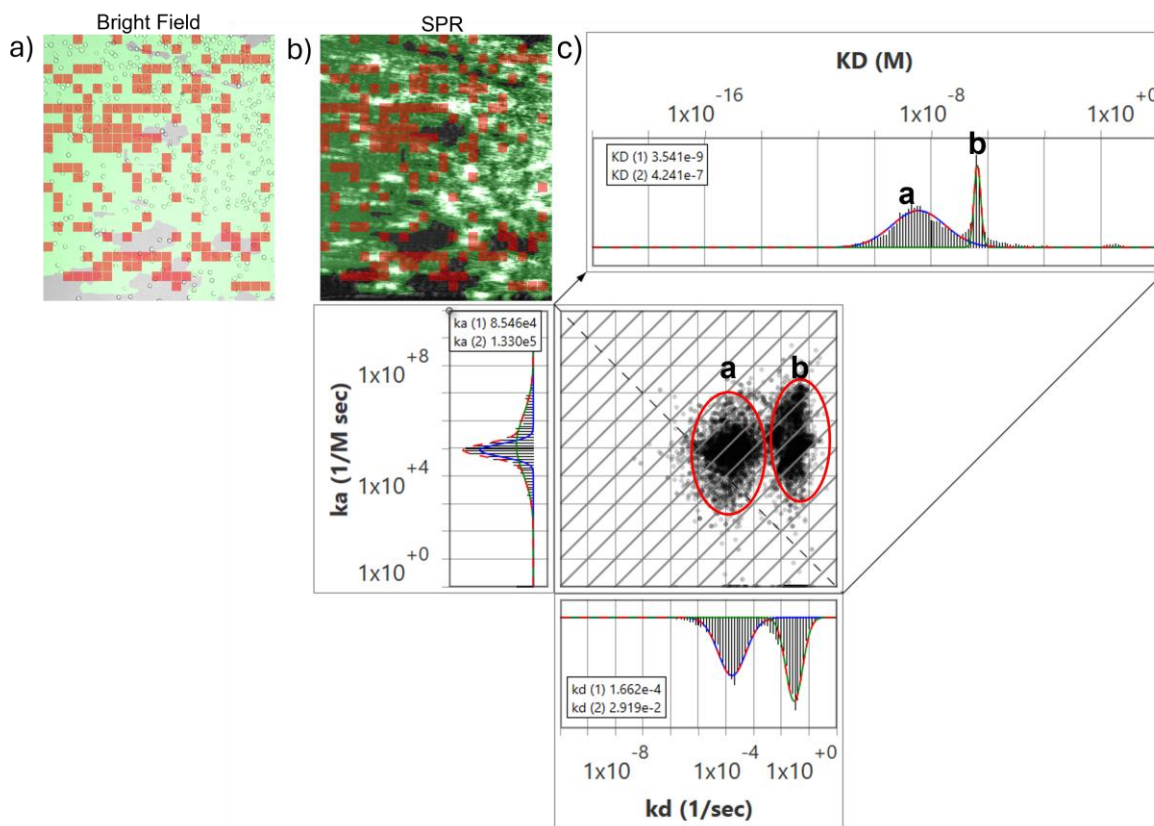 a)
Bright Field
b)
SPR
c)
KD (M)
1x10 -16
1x10 -8
1x10 +0
KD (1) 3.541e-9
KD (2) 4.241e-7
a
b
ka (1) 8.546e4
ka (2) 1.330e5
1x10 +8
1x10 +4
1x10 +0
ka (1/M sec)
a
b
kd (1) 1.662e-4
kd (2) 2.919e-2
1x10 -8
1x10 -4
1x10 +0
kd (1/sec)